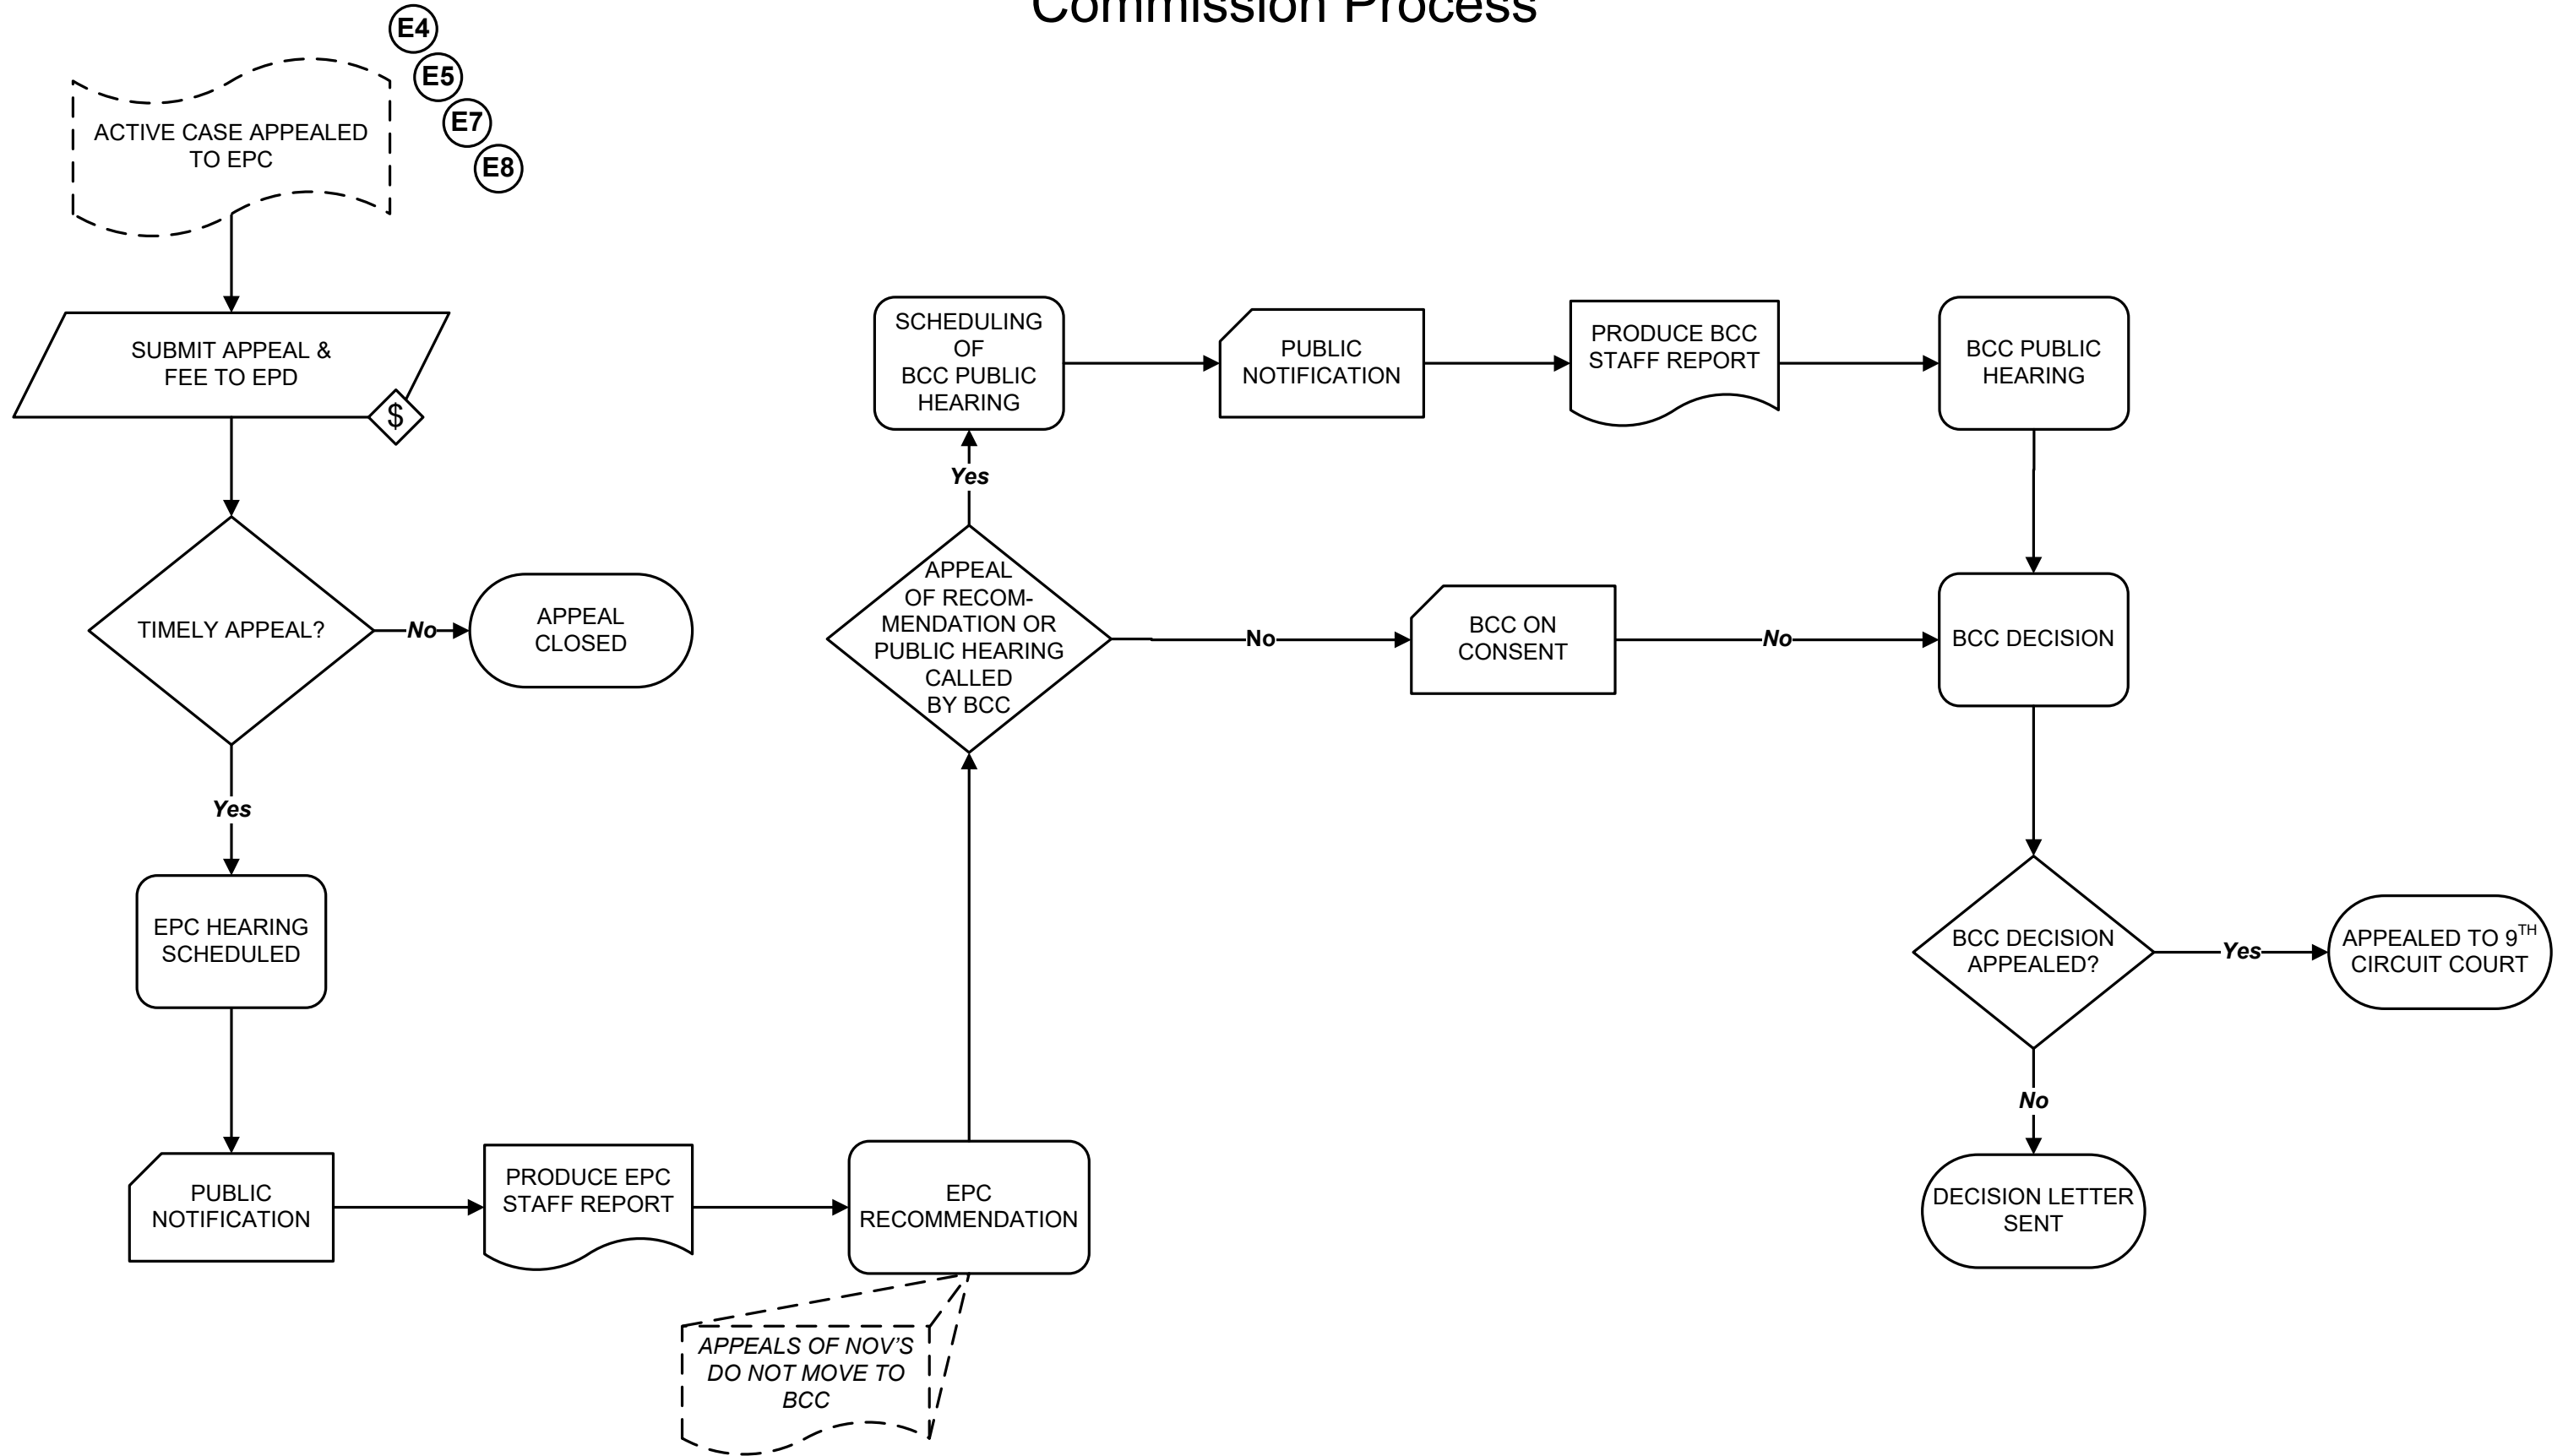 Commission Process
E4
E5
E7
E8
ACTIVE CASE APPEALED
TO EPC
SUBMIT APPEAL &
FEE TO EPD
$
TIMELY APPEAL?
No
APPEAL
CLOSED
Yes
EPC HEARING
SCHEDULED
PUBLIC
NOTIFICATION
PRODUCE EPC
STAFF REPORT
EPC
RECOMMENDATION
APPEALS OF NOV'S
DO NOT MOVE TO
BCC
APPEAL
OF RECOM-
MENDATION OR
PUBLIC HEARING
CALLED
BY BCC
Yes
SCHEDULING
OF
BCC PUBLIC
HEARING
PUBLIC
NOTIFICATION
PRODUCE BCC
STAFF REPORT
BCC PUBLIC
HEARING
No
BCC ON
CONSENT
No
BCC DECISION
BCC DECISION
APPEALED?
Yes
APPEALED TO 9TH
CIRCUIT COURT
No
DECISION LETTER
SENT